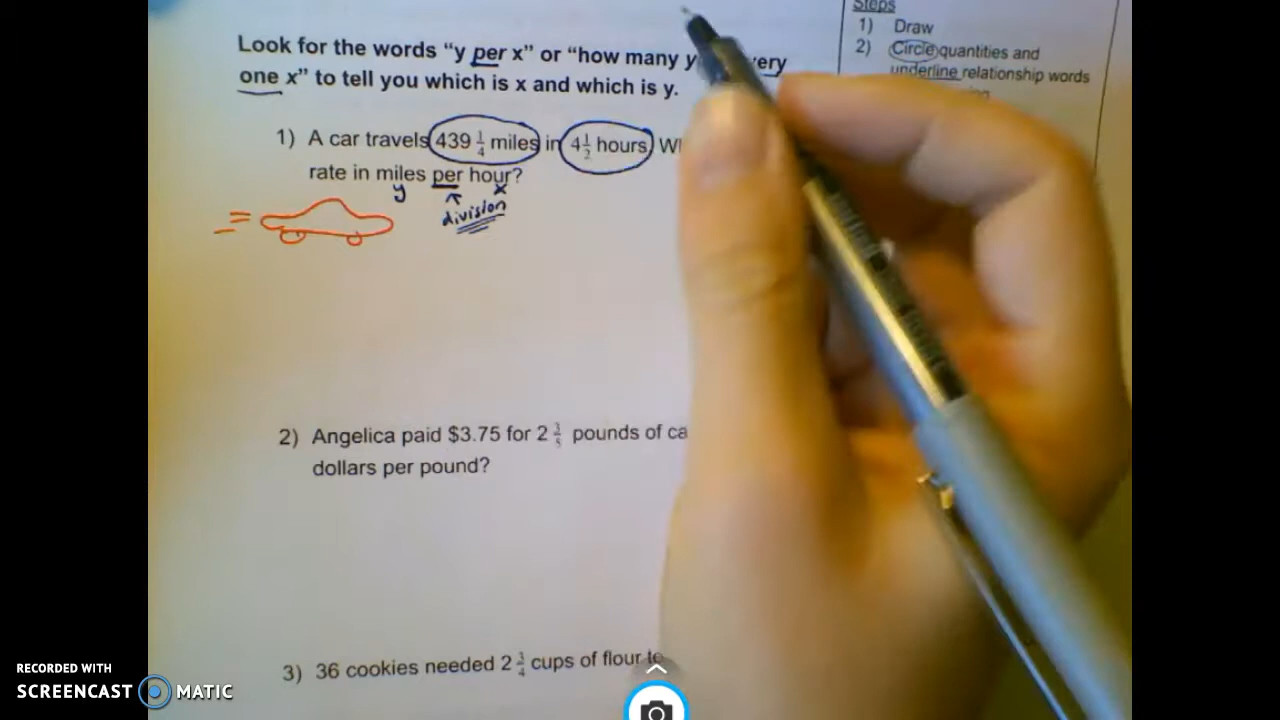 Steps
1) Draw
2) Circle quantities and
underline relationship words
Look for the words “y per x” or “how many y
one x” to tell you which is x and which is y.
1) A car travels 439 1/4 miles in 4 1/2 hours.
rate in miles per hour?
y x
division
2) Angelica paid $3.75 for 2 3/5 pounds of
dollars per pound?
3) 36 cookies needed 2 3/4 cups of flour
RECORDED WITH
SCREENCAST MATIC